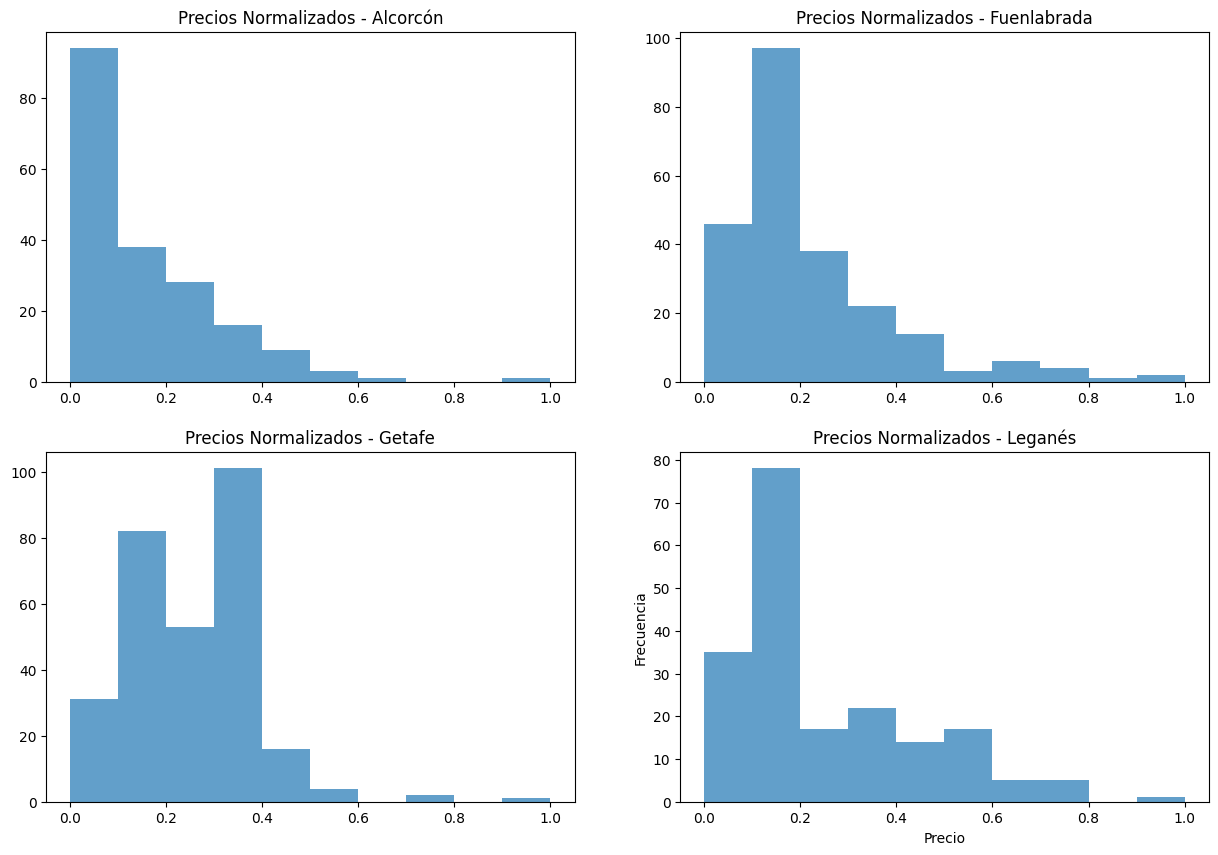 Precios Normalizados - Alcorcón
80
60
40
20
0
0.0 0.2 0.4 0.6 0.8 1.0
Precios Normalizados - Fuenlabrada
100
80
60
40
20
0
0.0 0.2 0.4 0.6 0.8 1.0
Precios Normalizados - Getafe
100
80
60
40
20
0
0.0 0.2 0.4 0.6 0.8 1.0
Precios Normalizados - Leganés
Frecuencia
80
70
60
50
40
30
20
10
0
0.0 0.2 0.4 0.6 0.8 1.0
Precio